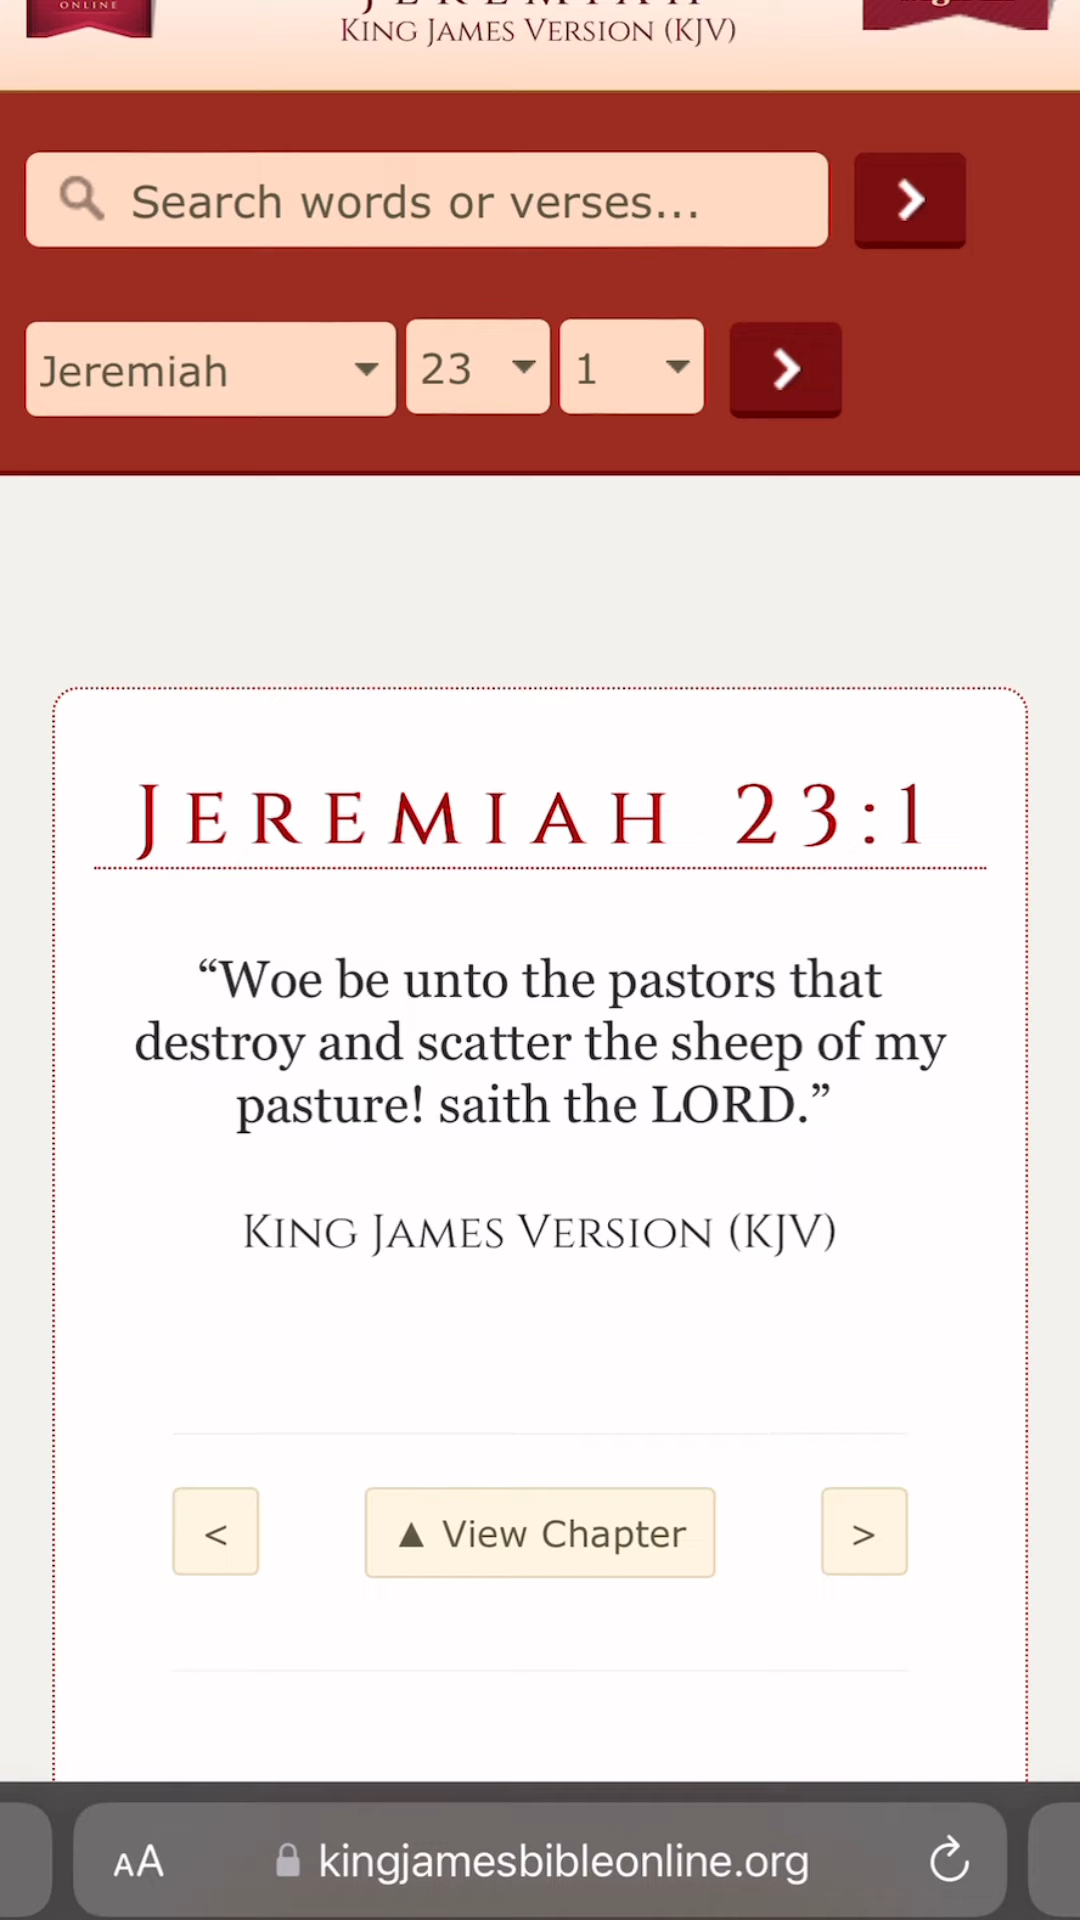 ONLINE
JEREMIAH
KING JAMES VERSION (KJV)
Search words or verses...
Jeremiah
23
1
JEREMIAH 23:1
“Woe be unto the pastors that
destroy and scatter the sheep of my
pasture! saith the LORD.”
KING JAMES VERSION (KJV)
<
▲ View Chapter
>
AA
kingjamesbibleonline.org